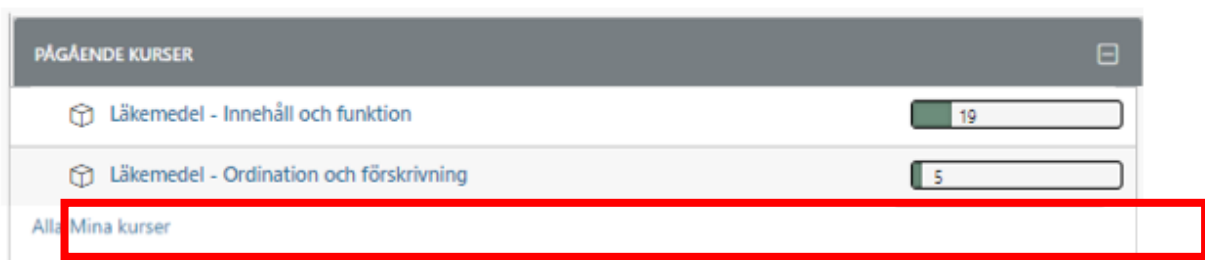 PÅGÅENDE KURSER
Läkemedel - Innehåll och funktion 19
Läkemedel - Ordination och förskrivning 5
Alla Mina kurser